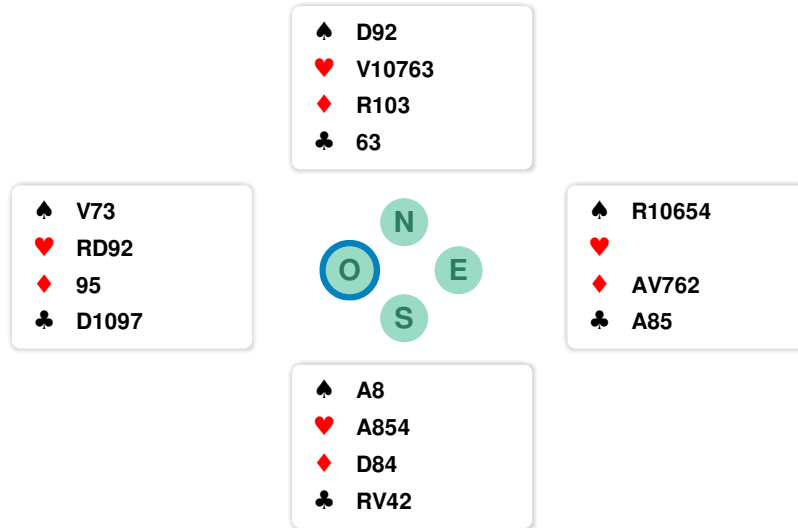 ♠ D92
♥ V10763
♦ R103
♣ 63
♠ V73
♥ RD92
♦ 95
♣ D1097
N
O E
S
♠ R10654
♥
♦ AV762
♣ A85
♠ A8
♥ A854
♦ D84
♣ RV42